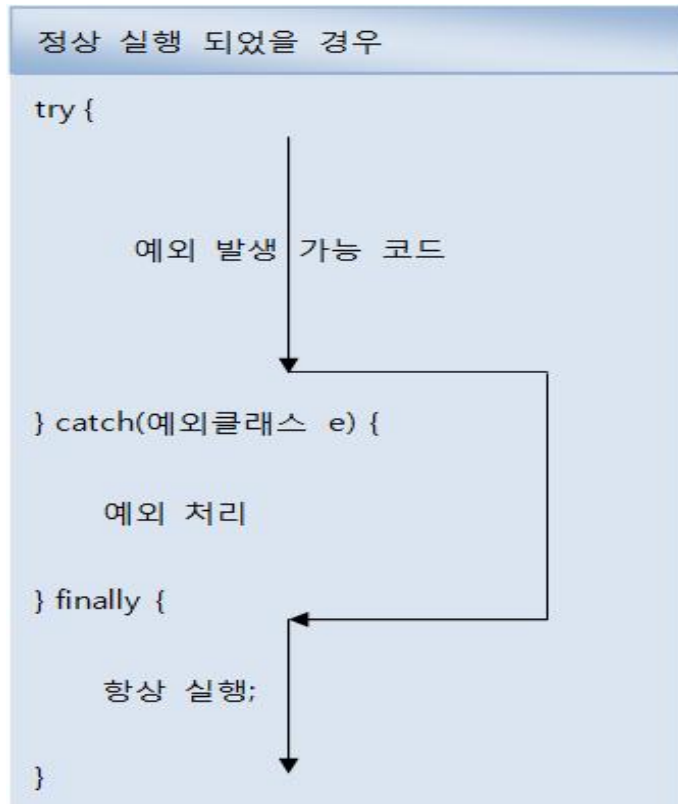 정상 실행 되었을 경우
try {
예외 발생 가능 코드
} catch(예외클래스 e) {
예외 처리
} finally {
항상 실행;
}